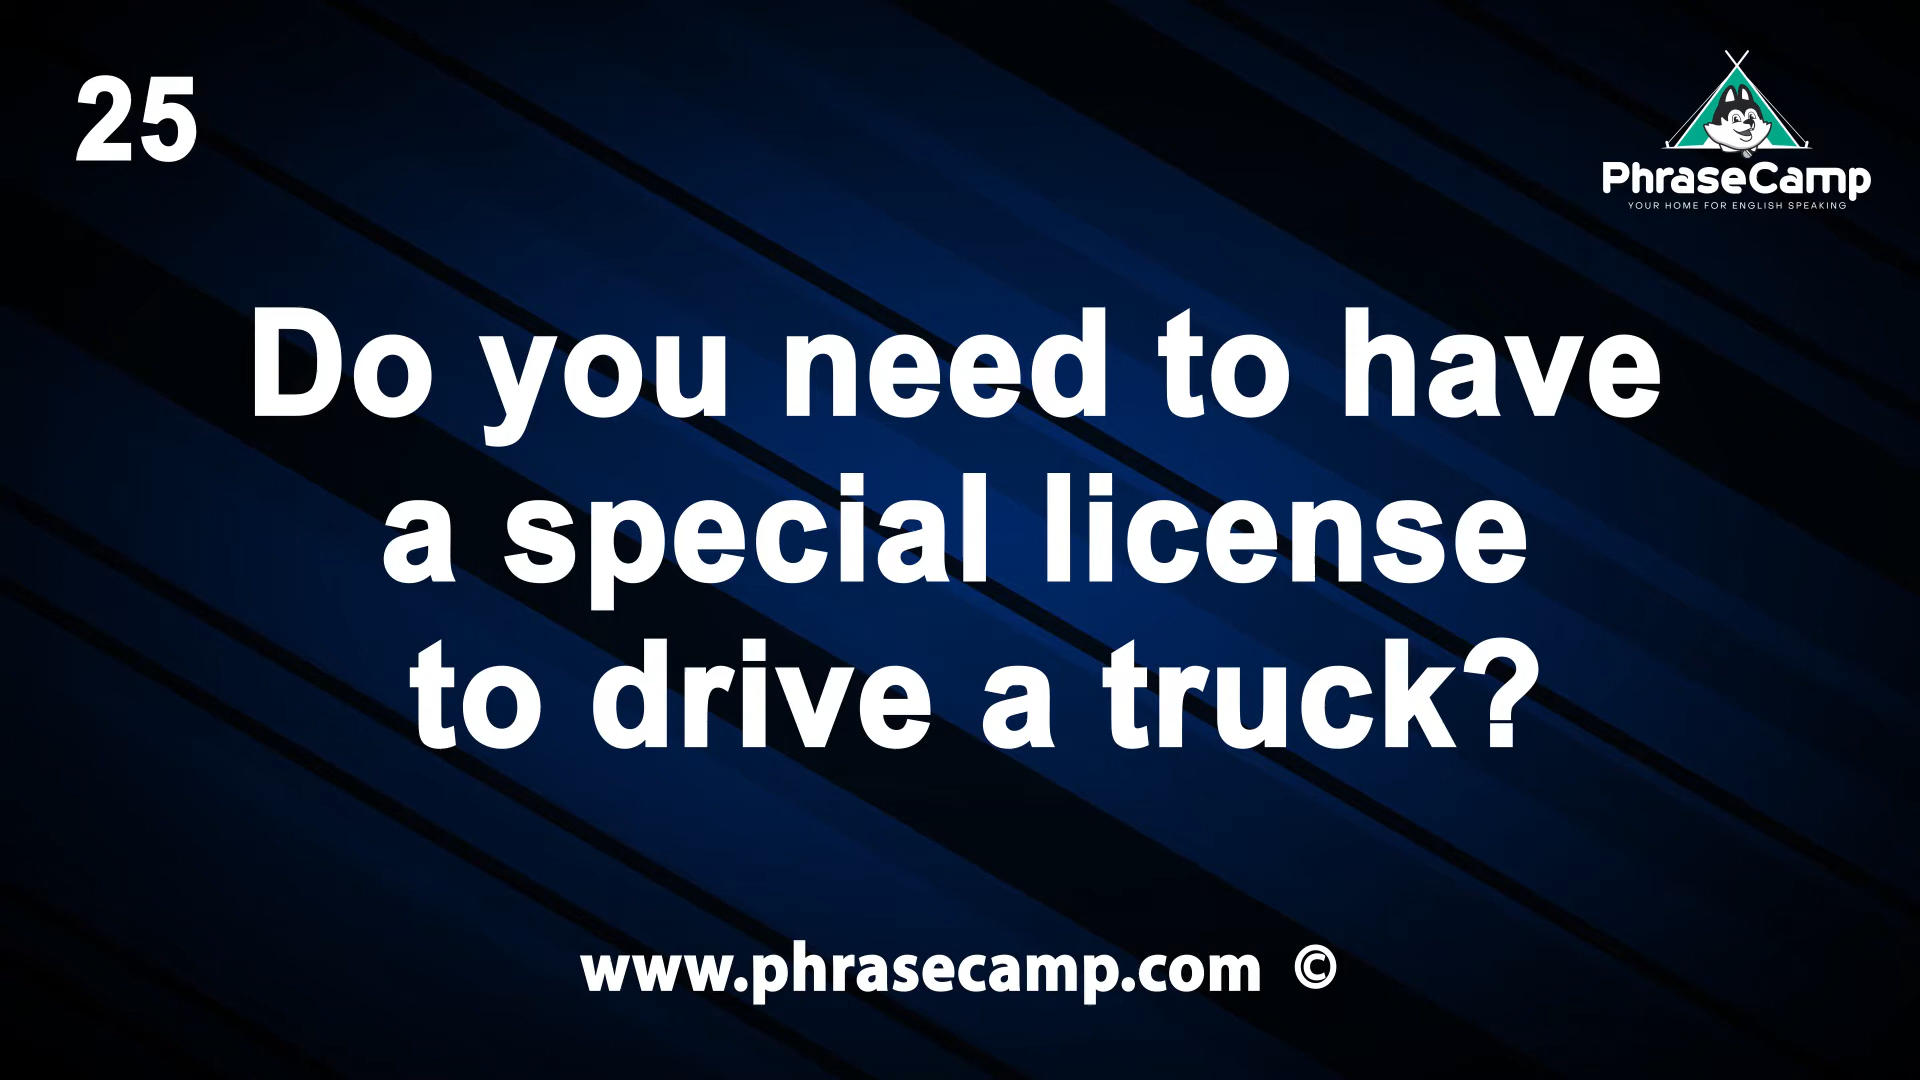 25
PhraseCamp
YOUR HOME FOR ENGLISH SPEAKING
Do you need to have
a special license
to drive a truck?
www.phrasecamp.com ©